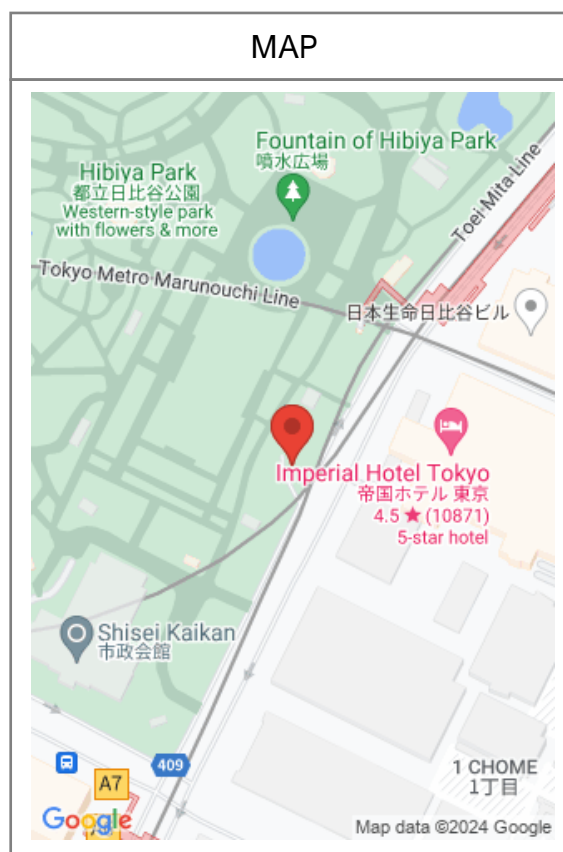 MAP
Fountain of Hibiya Park
噴水広場
Hibiya Park
都立日比谷公園
Western-style park
with flowers & more
Toei Mita Line
Tokyo Metro Marunouchi Line
日本生命日比谷ビル
Imperial Hotel Tokyo
帝国ホテル 東京
4.5 ★ (10871)
5-star hotel
Shisei Kaikan
市政会館
409
A7
1 CHOME
1丁目
Google
Map data ©2024 Google